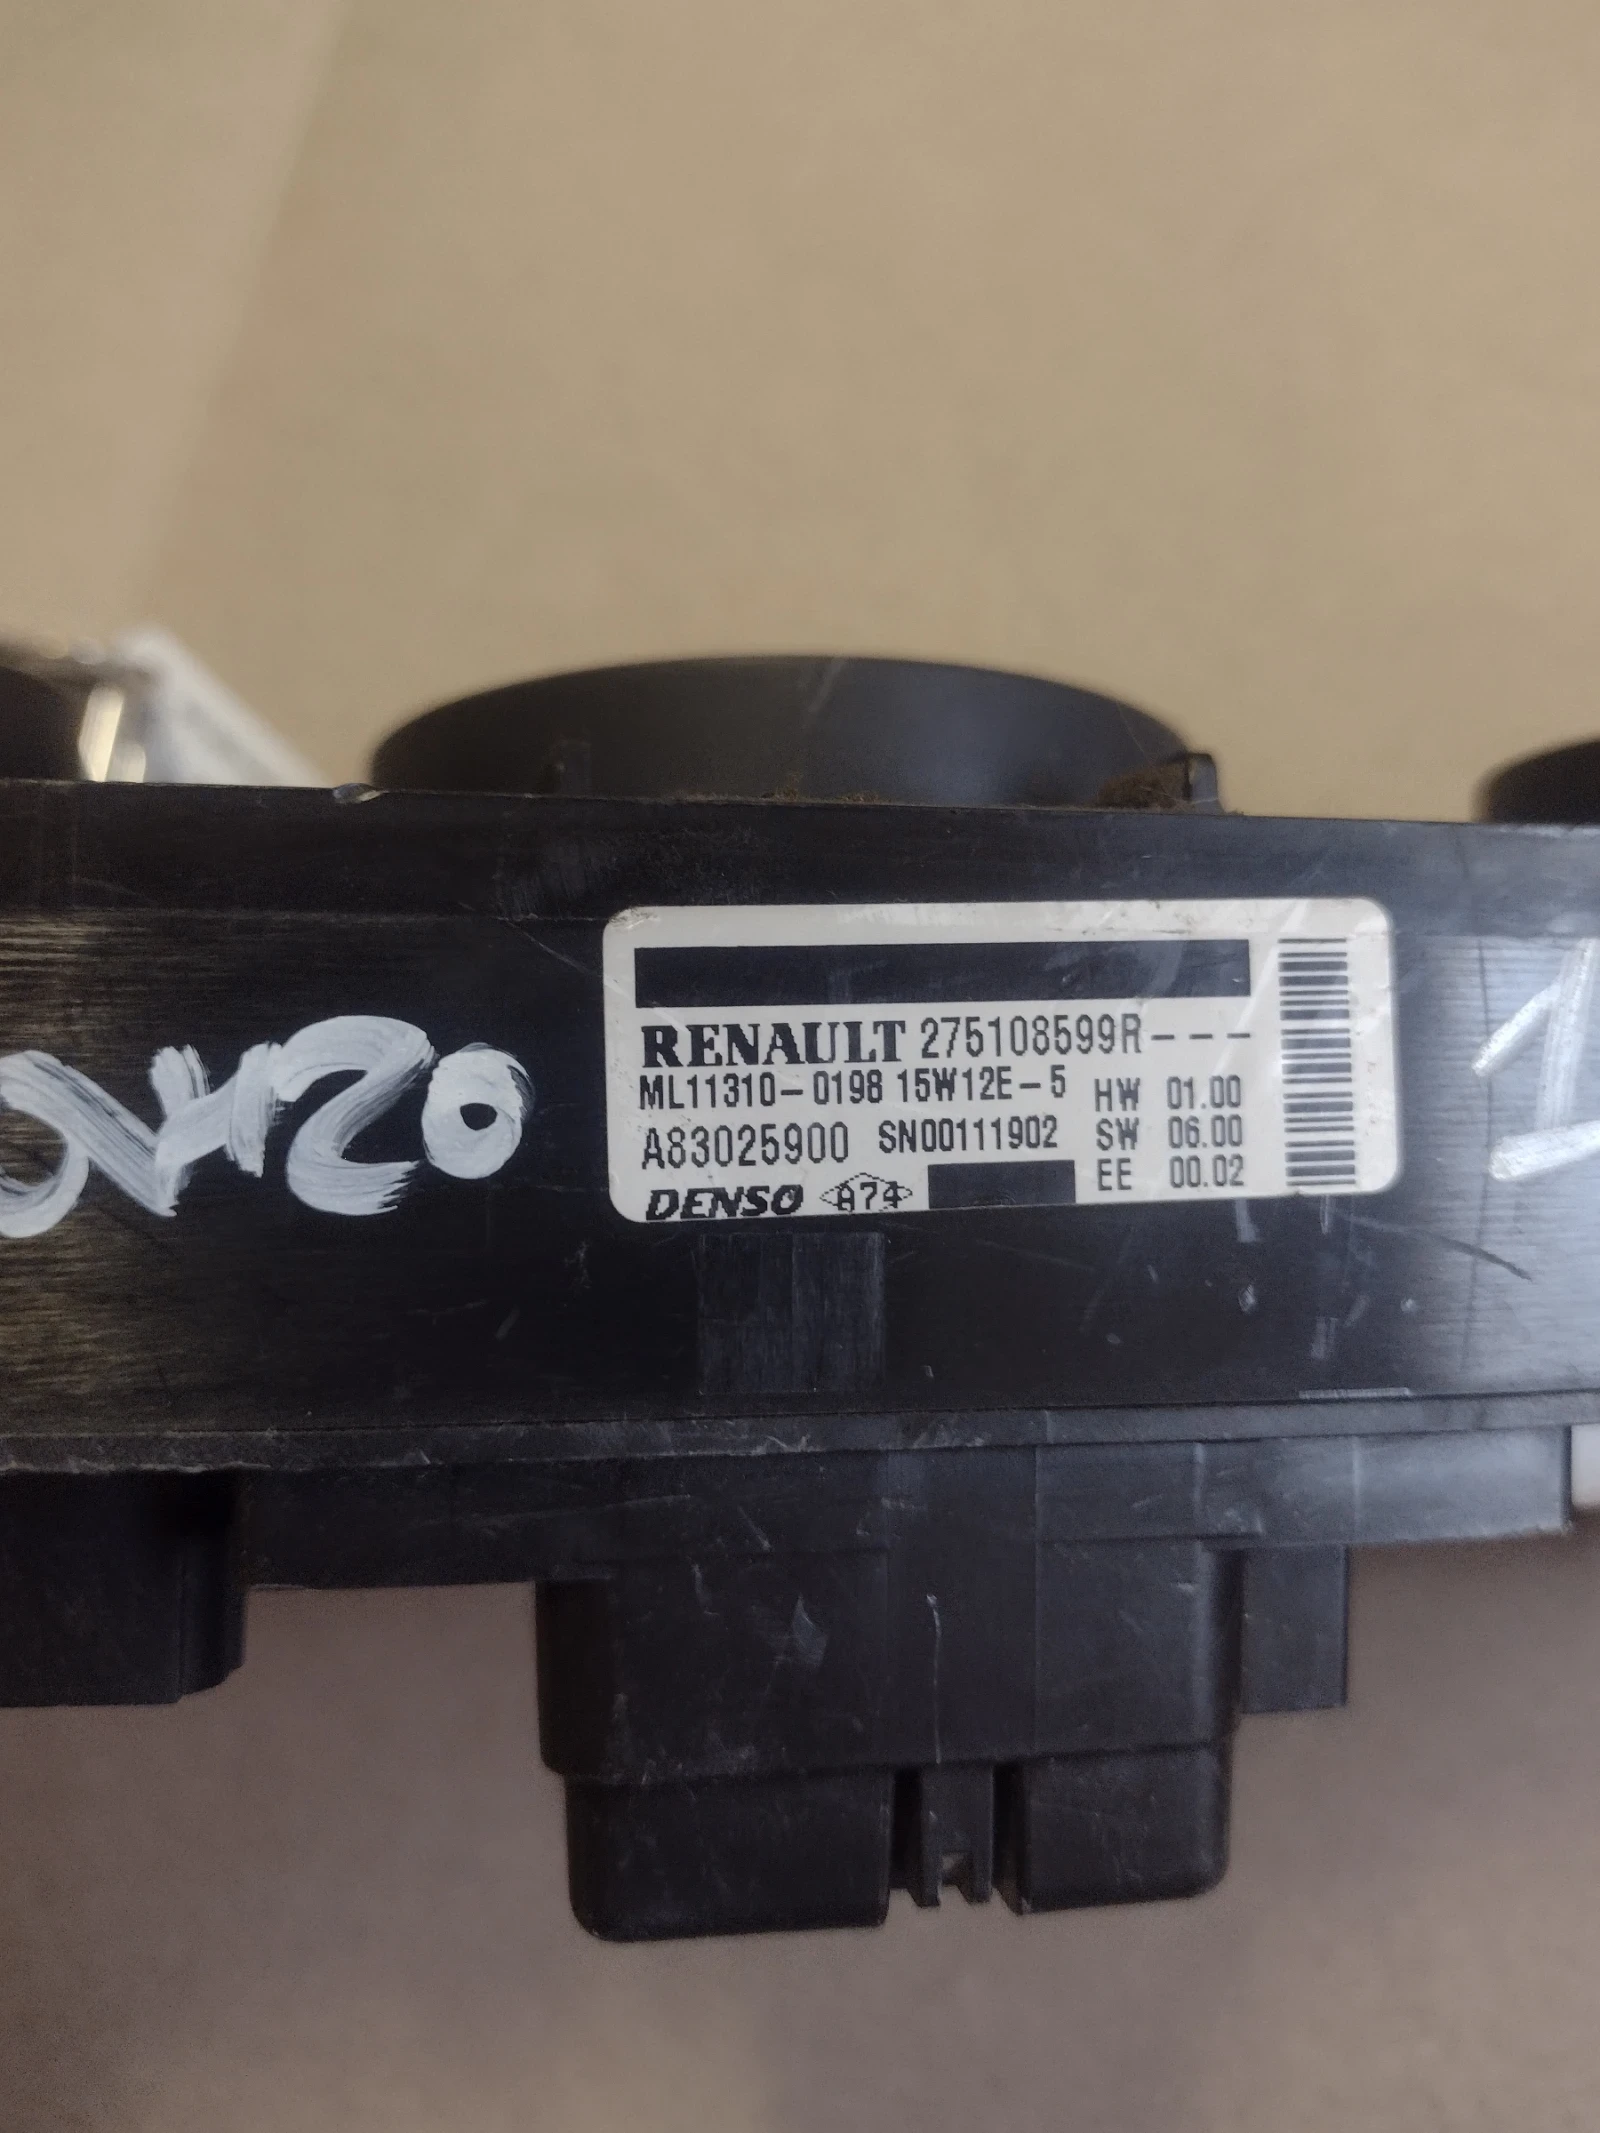 RENAULT 275108599R---
ML11310-0198 15W12E-5 HW 01.00
A83025900 SN00111902 SW 06.00
DENSO A74 EE 00.02